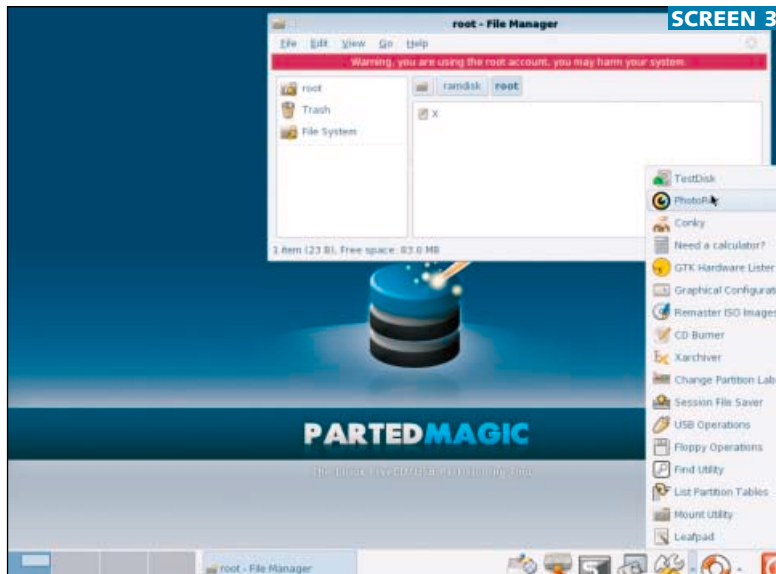 SCREEN 3
root - File Manager
File Edit View Go Help
Warning, you are using the root account, you may harm your system.
root
Trash
File System
ramdisk root
X
1 item (23 B), Free space: 83.0 MB
TestDisk
Conky
Need a calculator?
GTK Hardware Lister
Graphical Configurat
Remaster ISO Images
CD Burner
Xarchiver
Change Partition Lab
Session File Saver
USB Operations
Floppy Operations
Find Utility
List Partition Tables
Mount Utility
Leafpad
PARTEDMAGIC
root - File Manager